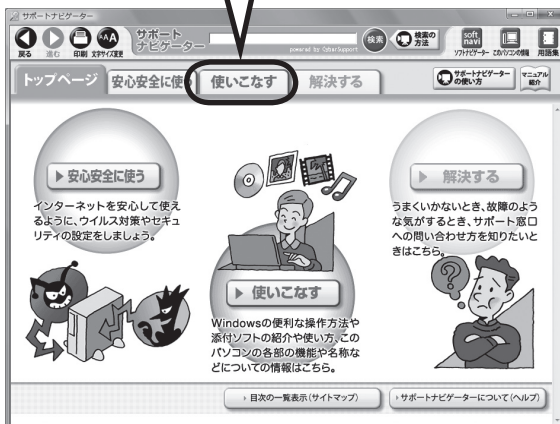 サポートナビゲーター
戻る 進む 印刷 文字サイズ変更
AAA
サポート
ナビゲーター
powered by CyberSupport
検索
検索の
方法
soft
navi
ソフトナビゲーター このパソコンの情報 用語集
トップページ 安心安全に使う 使いこなす 解決する
サポートナビゲーター
の使い方
マニュアル
紹介
安心安全に使う
インターネットを安心して使え
るように、ウイルス対策やセキュ
リティの設定をしましょう。
使いこなす
Windowsの便利な操作方法や
添付ソフトの紹介や使い方、この
パソコンの各部の機能や名称な
どについての情報はこちら。
解決する
うまくいかないとき、故障のよう
な気がするとき、サポート窓口
への問い合わせ方を知りたいと
きはこちら。
?
目次の一覧表示(サイトマップ)
サポートナビゲーターについて(ヘルプ)